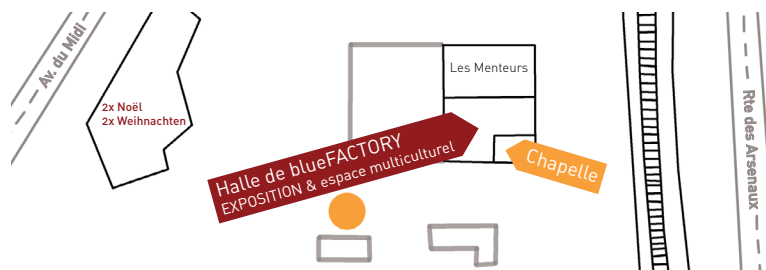 Av. du Midi
Les Menteurs
2x Noël
2x Weihnachten
Halle de blueFACTORY
EXPOSITION & espace multiculturel
Chapelle
Rte des Arsenaux